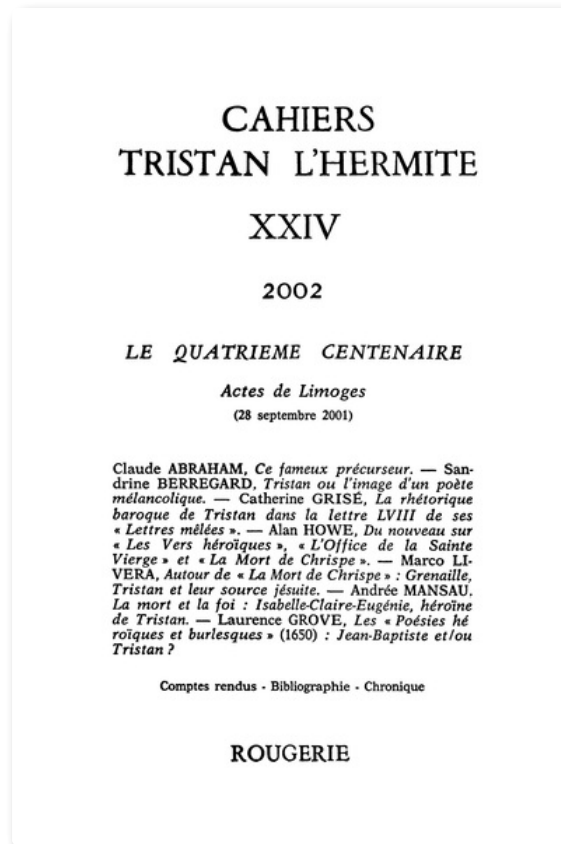 CAHIERS
TRISTAN L'HERMITE
XXIV
2002
LE QUATRIEME CENTENAIRE
Actes de Limoges
(28 septembre 2001)
Claude ABRAHAM, Ce fameux précurseur. — San-
drine BERREGARD, Tristan ou l'image d'un poète
mélancolique. — Catherine GRISÉ, La rhétorique
baroque de Tristan dans la lettre LVIII de ses
« Lettres mêlées ». — Alan HOWE, Du nouveau sur
« Les Vers héroïques », « L'Office de la Sainte
Vierge » et « La Mort de Chrispe ». — Marco LI-
VERA, Autour de « La Mort de Chrispe » : Grenaille,
Tristan et leur source jésuite. — Andrée MANSAU.
La mort et la foi : Isabelle-Claire-Eugénie, héroïne
de Tristan. — Laurence GROVE, Les « Poésies hé
roïques et burlesques » (1650) : Jean-Baptiste et/ou
Tristan ?
Comptes rendus - Bibliographie - Chronique
ROUGERIE